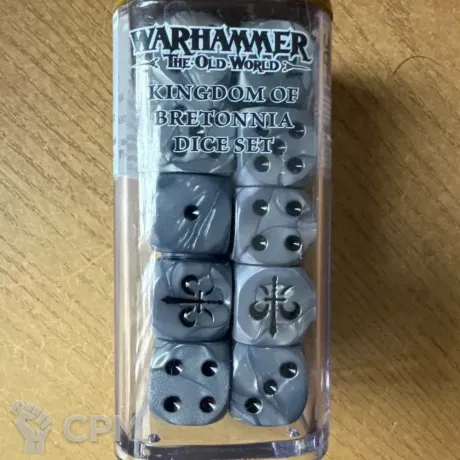 WARHAMMER
THE OLD WORLD
KINGDOM OF
BRETONNIA
DICE SET
CPM